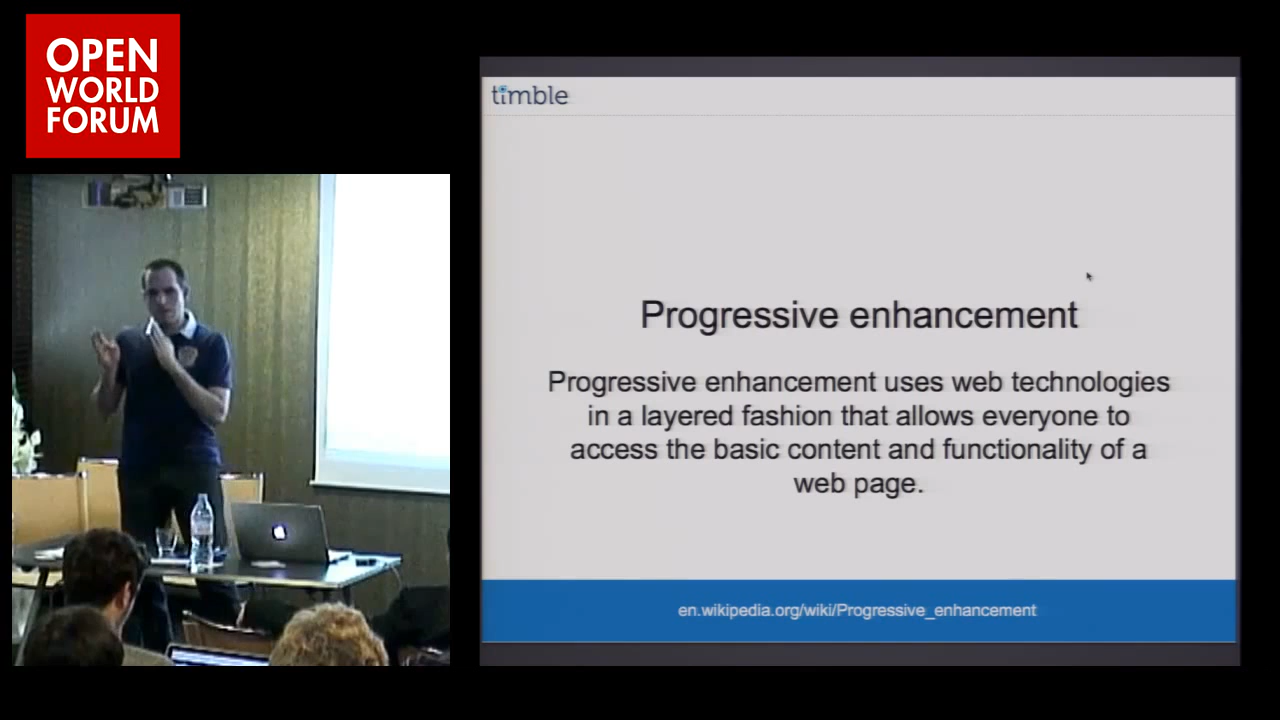 OPEN
WORLD
FORUM
timble
Progressive enhancement
Progressive enhancement uses web technologies
in a layered fashion that allows everyone to
access the basic content and functionality of a
web page.
en.wikipedia.org/wiki/Progressive_enhancement